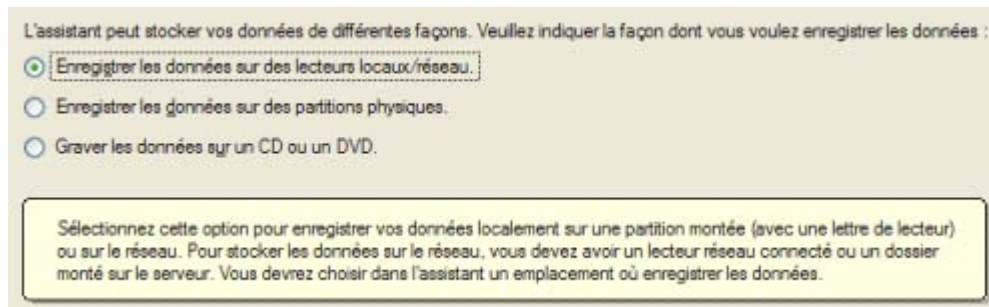 L'assistant peut stocker vos données de différentes façons. Veuillez indiquer la façon dont vous voulez enregistrer les données :
Enregistrer les données sur des lecteurs locaux/réseau.
Enregistrer les données sur des partitions physiques.
Graver les données sur un CD ou un DVD.
Sélectionnez cette option pour enregistrer vos données localement sur une partition montée (avec une lettre de lecteur)
ou sur le réseau. Pour stocker les données sur le réseau, vous devez avoir un lecteur réseau connecté ou un dossier
monté sur le serveur. Vous devrez choisir dans l'assistant un emplacement où enregistrer les données.